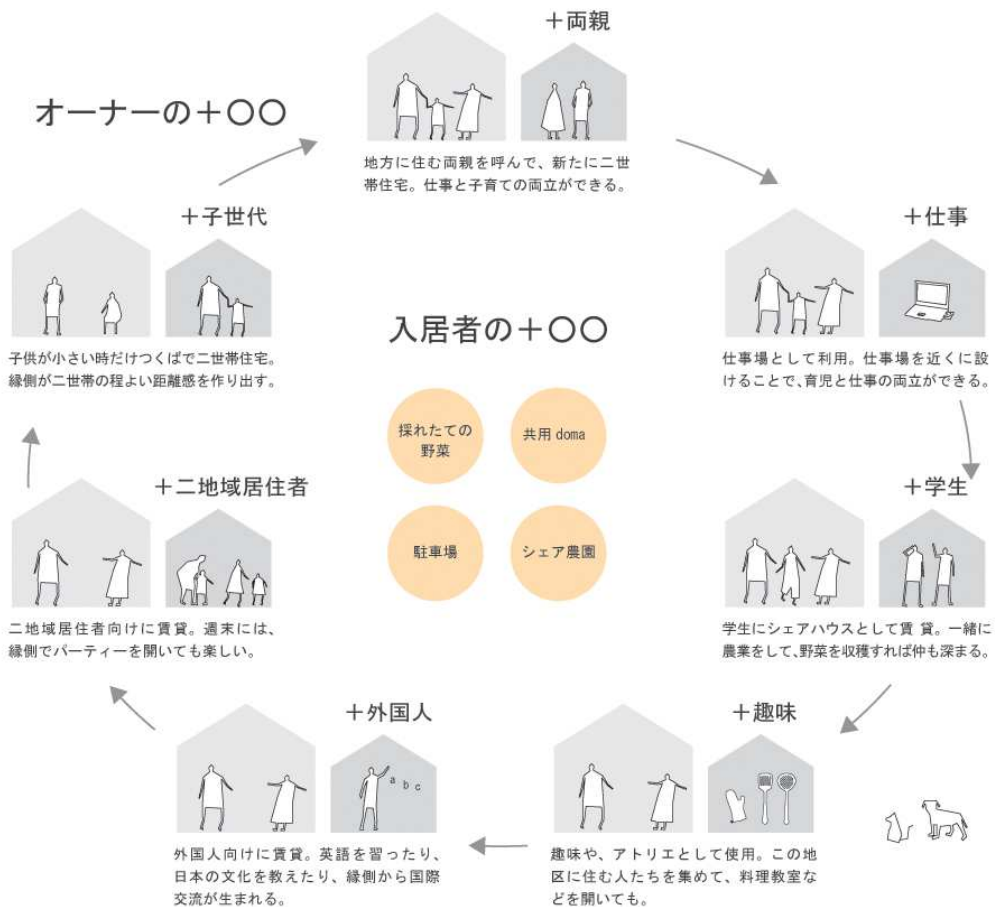 オーナーの＋〇〇
＋両親
地方に住む両親を呼んで、新たに二世
帯住宅。仕事と子育ての両立ができる。
＋仕事
仕事場として利用。仕事場を近くに設
けることで、育児と仕事の両立ができる。
＋学生
学生にシェアハウスとして賃 貸。一緒に
農業をして、野菜を収穫すれば仲も深まる。
＋趣味
趣味や、アトリエとして使用。この地
区に住む人たちを集めて、料理教室な
どを開いても。
＋外国人
a b c
外国人向けに賃貸。英語を習ったり、
日本の文化を教えたり、縁側から国際
交流が生まれる。
＋二地域居住者
二地域居住者向けに賃貸。週末には、
縁側でパーティーを開いても楽しい。
＋子世代
子供が小さい時だけつくばで二世帯住宅。
縁側が二世帯の程よい距離感を作り出す。
入居者の＋〇〇
採れたての
野菜
共用 doma
駐車場
シェア農園